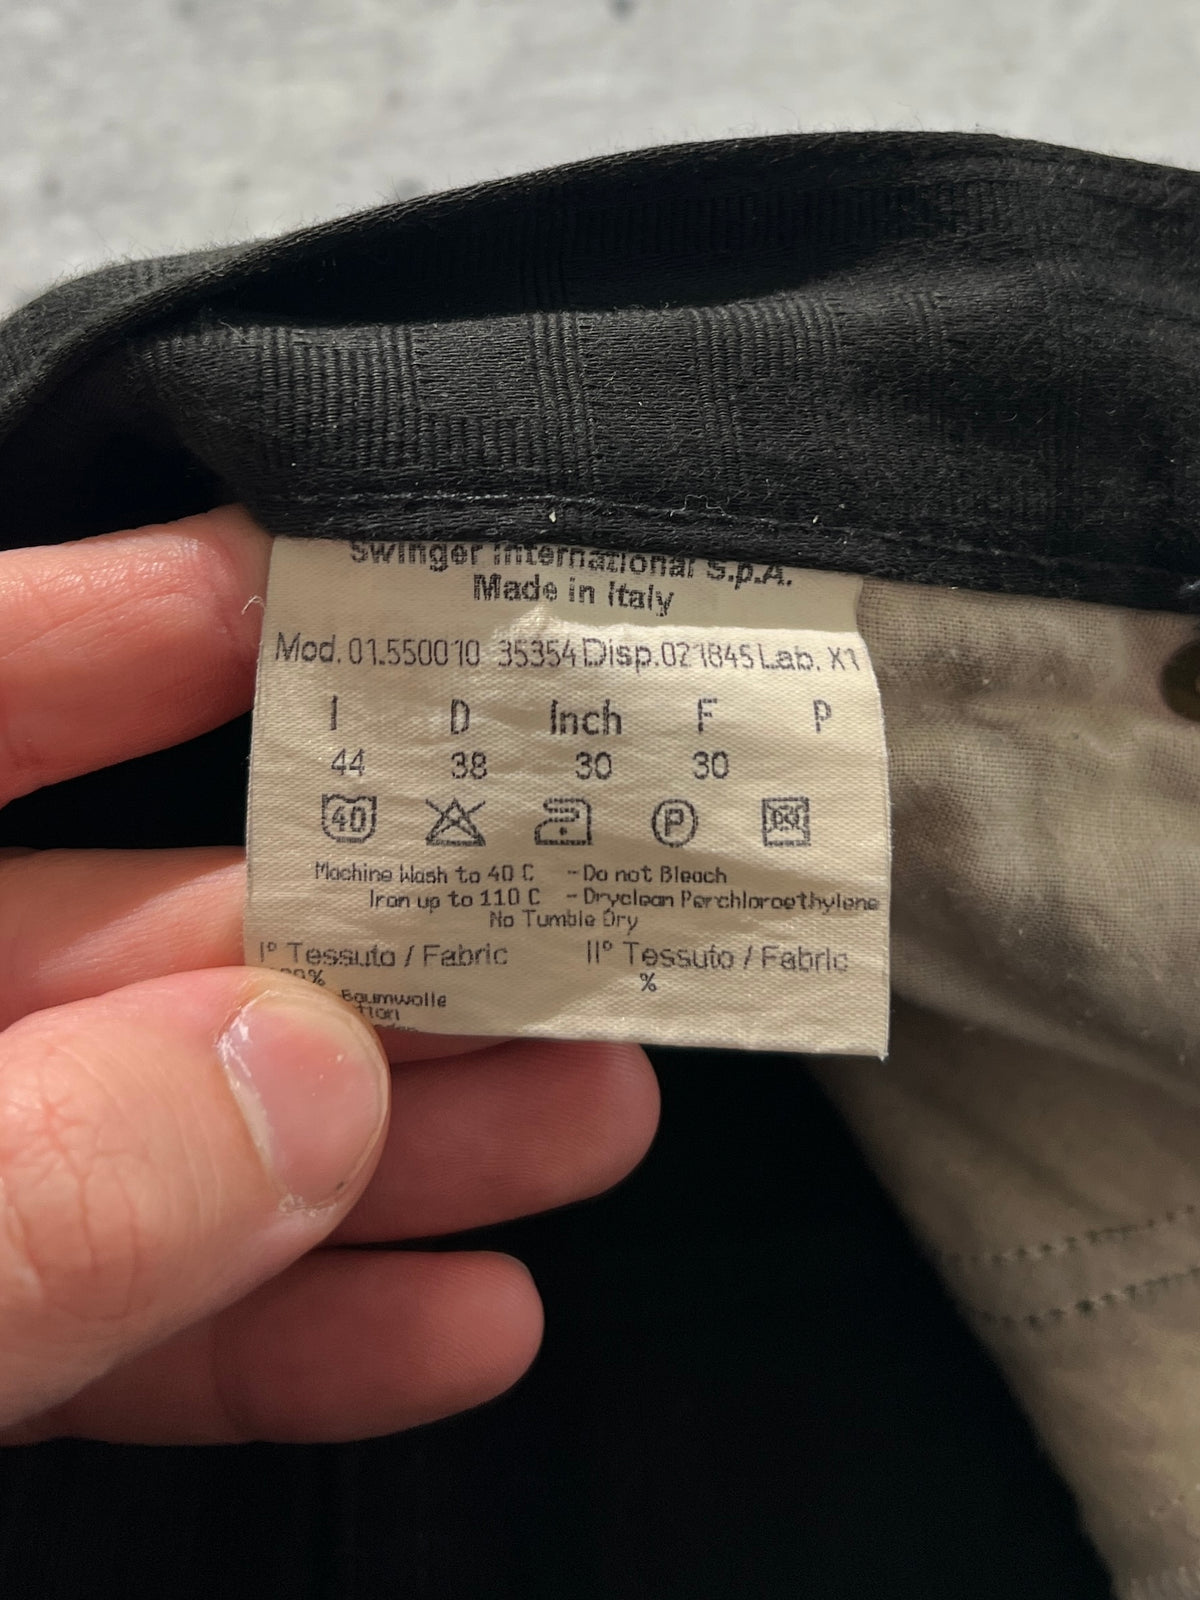 Swinger International S.p.A.
Made in Italy
Mod. 01.550010 35354 Disp.021845 Lab. X1
I D Inch F P
44 38 30 30
40 P
Machine Wash to 40 C - Do not Bleach
Iron up to 110 C - Dryclean Perchloroethylene
No Tumble Dry
I° Tessuto / Fabric II° Tessuto / Fabric
% %
Baumwolle